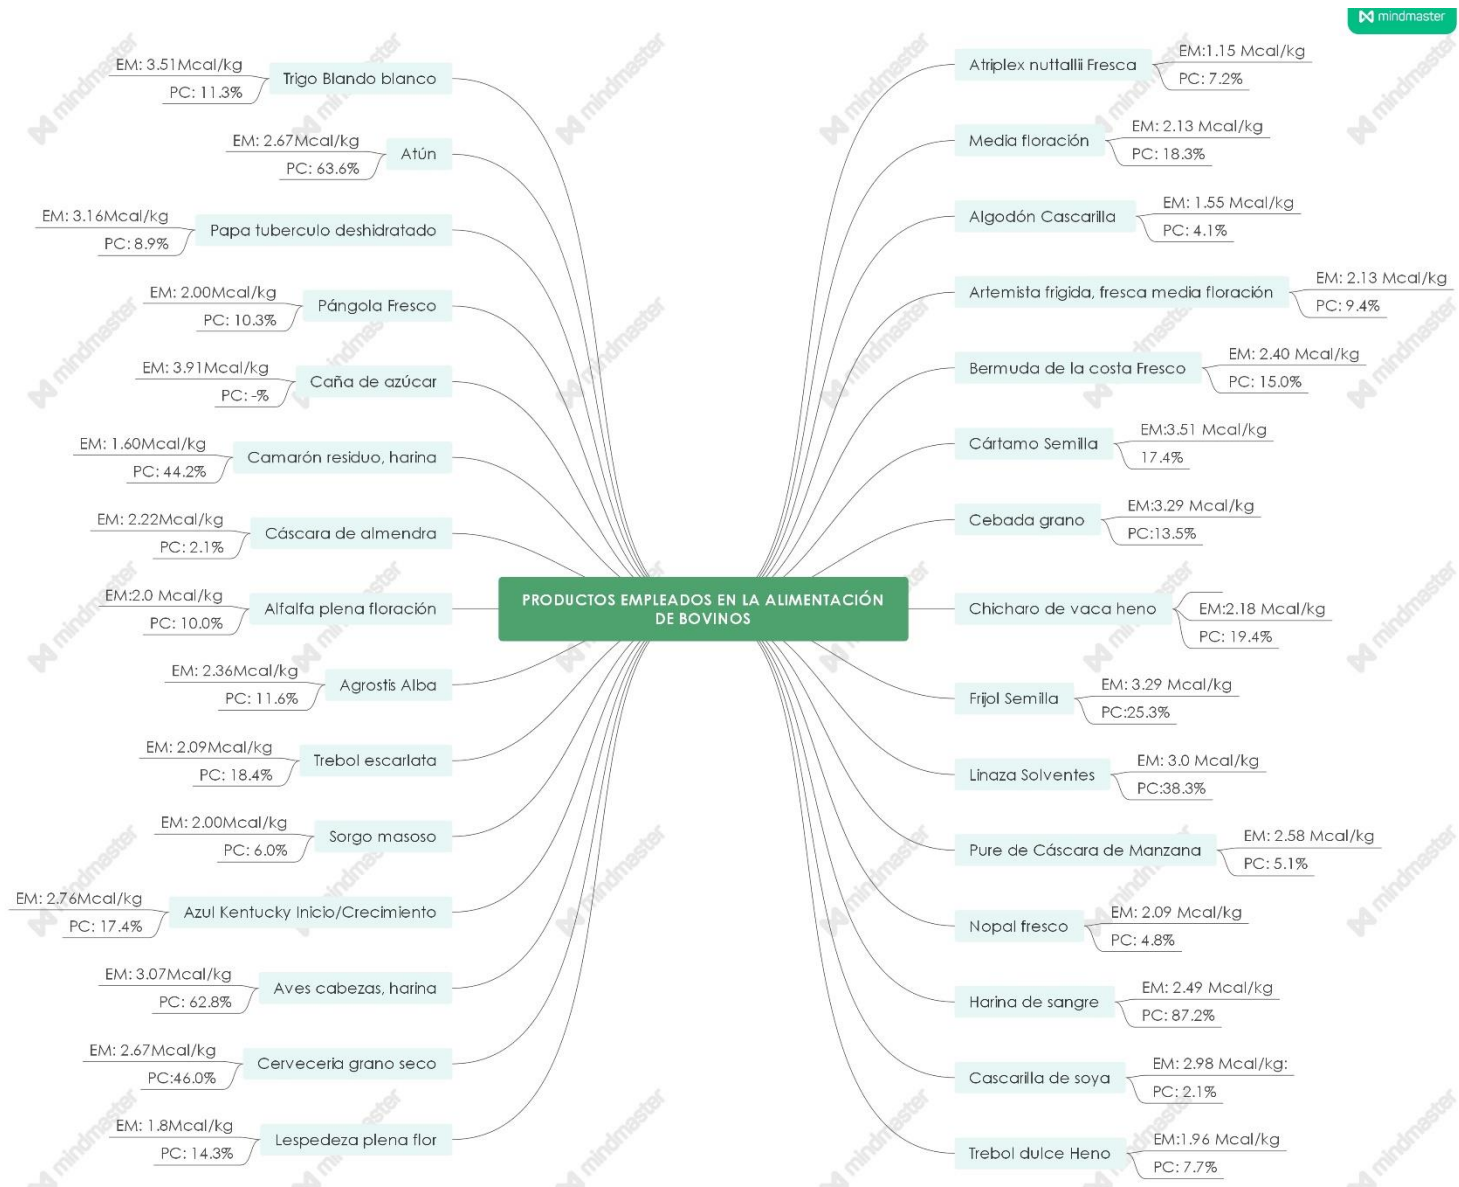 mindmaster
PRODUCTOS EMPLEADOS EN LA ALIMENTACIÓN
DE BOVINOS
Trigo Blando blanco
EM: 3.51Mcal/kg
PC: 11.3%
Atún
EM: 2.67Mcal/kg
PC: 63.6%
Papa tuberculo deshidratado
EM: 3.16Mcal/kg
PC: 8.9%
Pángola Fresco
EM: 2.00Mcal/kg
PC: 10.3%
Caña de azúcar
EM: 3.91Mcal/kg
PC: -%
Camarón residuo, harina
EM: 1.60Mcal/kg
PC: 44.2%
Cáscara de almendra
EM: 2.22Mcal/kg
PC: 2.1%
Alfalfa plena floración
EM:2.0 Mcal/kg
PC: 10.0%
Agrostis Alba
EM: 2.36Mcal/kg
PC: 11.6%
Trebol escarlata
EM: 2.09Mcal/kg
PC: 18.4%
Sorgo masoso
EM: 2.00Mcal/kg
PC: 6.0%
Azul Kentucky Inicio/Crecimiento
EM: 2.76Mcal/kg
PC: 17.4%
Aves cabezas, harina
EM: 3.07Mcal/kg
PC: 62.8%
Cerveceria grano seco
EM: 2.67Mcal/kg
PC:46.0%
Lespedeza plena flor
EM: 1.8Mcal/kg
PC: 14.3%
Atriplex nuttallii Fresca
EM:1.15 Mcal/kg
PC: 7.2%
Media floración
EM: 2.13 Mcal/kg
PC: 18.3%
Algodón Cascarilla
EM: 1.55 Mcal/kg
PC: 4.1%
Artemista frigida, fresca media floración
EM: 2.13 Mcal/kg
PC: 9.4%
Bermuda de la costa Fresco
EM: 2.40 Mcal/kg
PC: 15.0%
Cártamo Semilla
EM:3.51 Mcal/kg
17.4%
Cebada grano
EM:3.29 Mcal/kg
PC:13.5%
Chicharo de vaca heno
EM:2.18 Mcal/kg
PC: 19.4%
Frijol Semilla
EM: 3.29 Mcal/kg
PC:25.3%
Linaza Solventes
EM: 3.0 Mcal/kg
PC:38.3%
Pure de Cáscara de Manzana
EM: 2.58 Mcal/kg
PC: 5.1%
Nopal fresco
EM: 2.09 Mcal/kg
PC: 4.8%
Harina de sangre
EM: 2.49 Mcal/kg
PC: 87.2%
Cascarilla de soya
EM: 2.98 Mcal/kg:
PC: 2.1%
Trebol dulce Heno
EM:1.96 Mcal/kg
PC: 7.7%